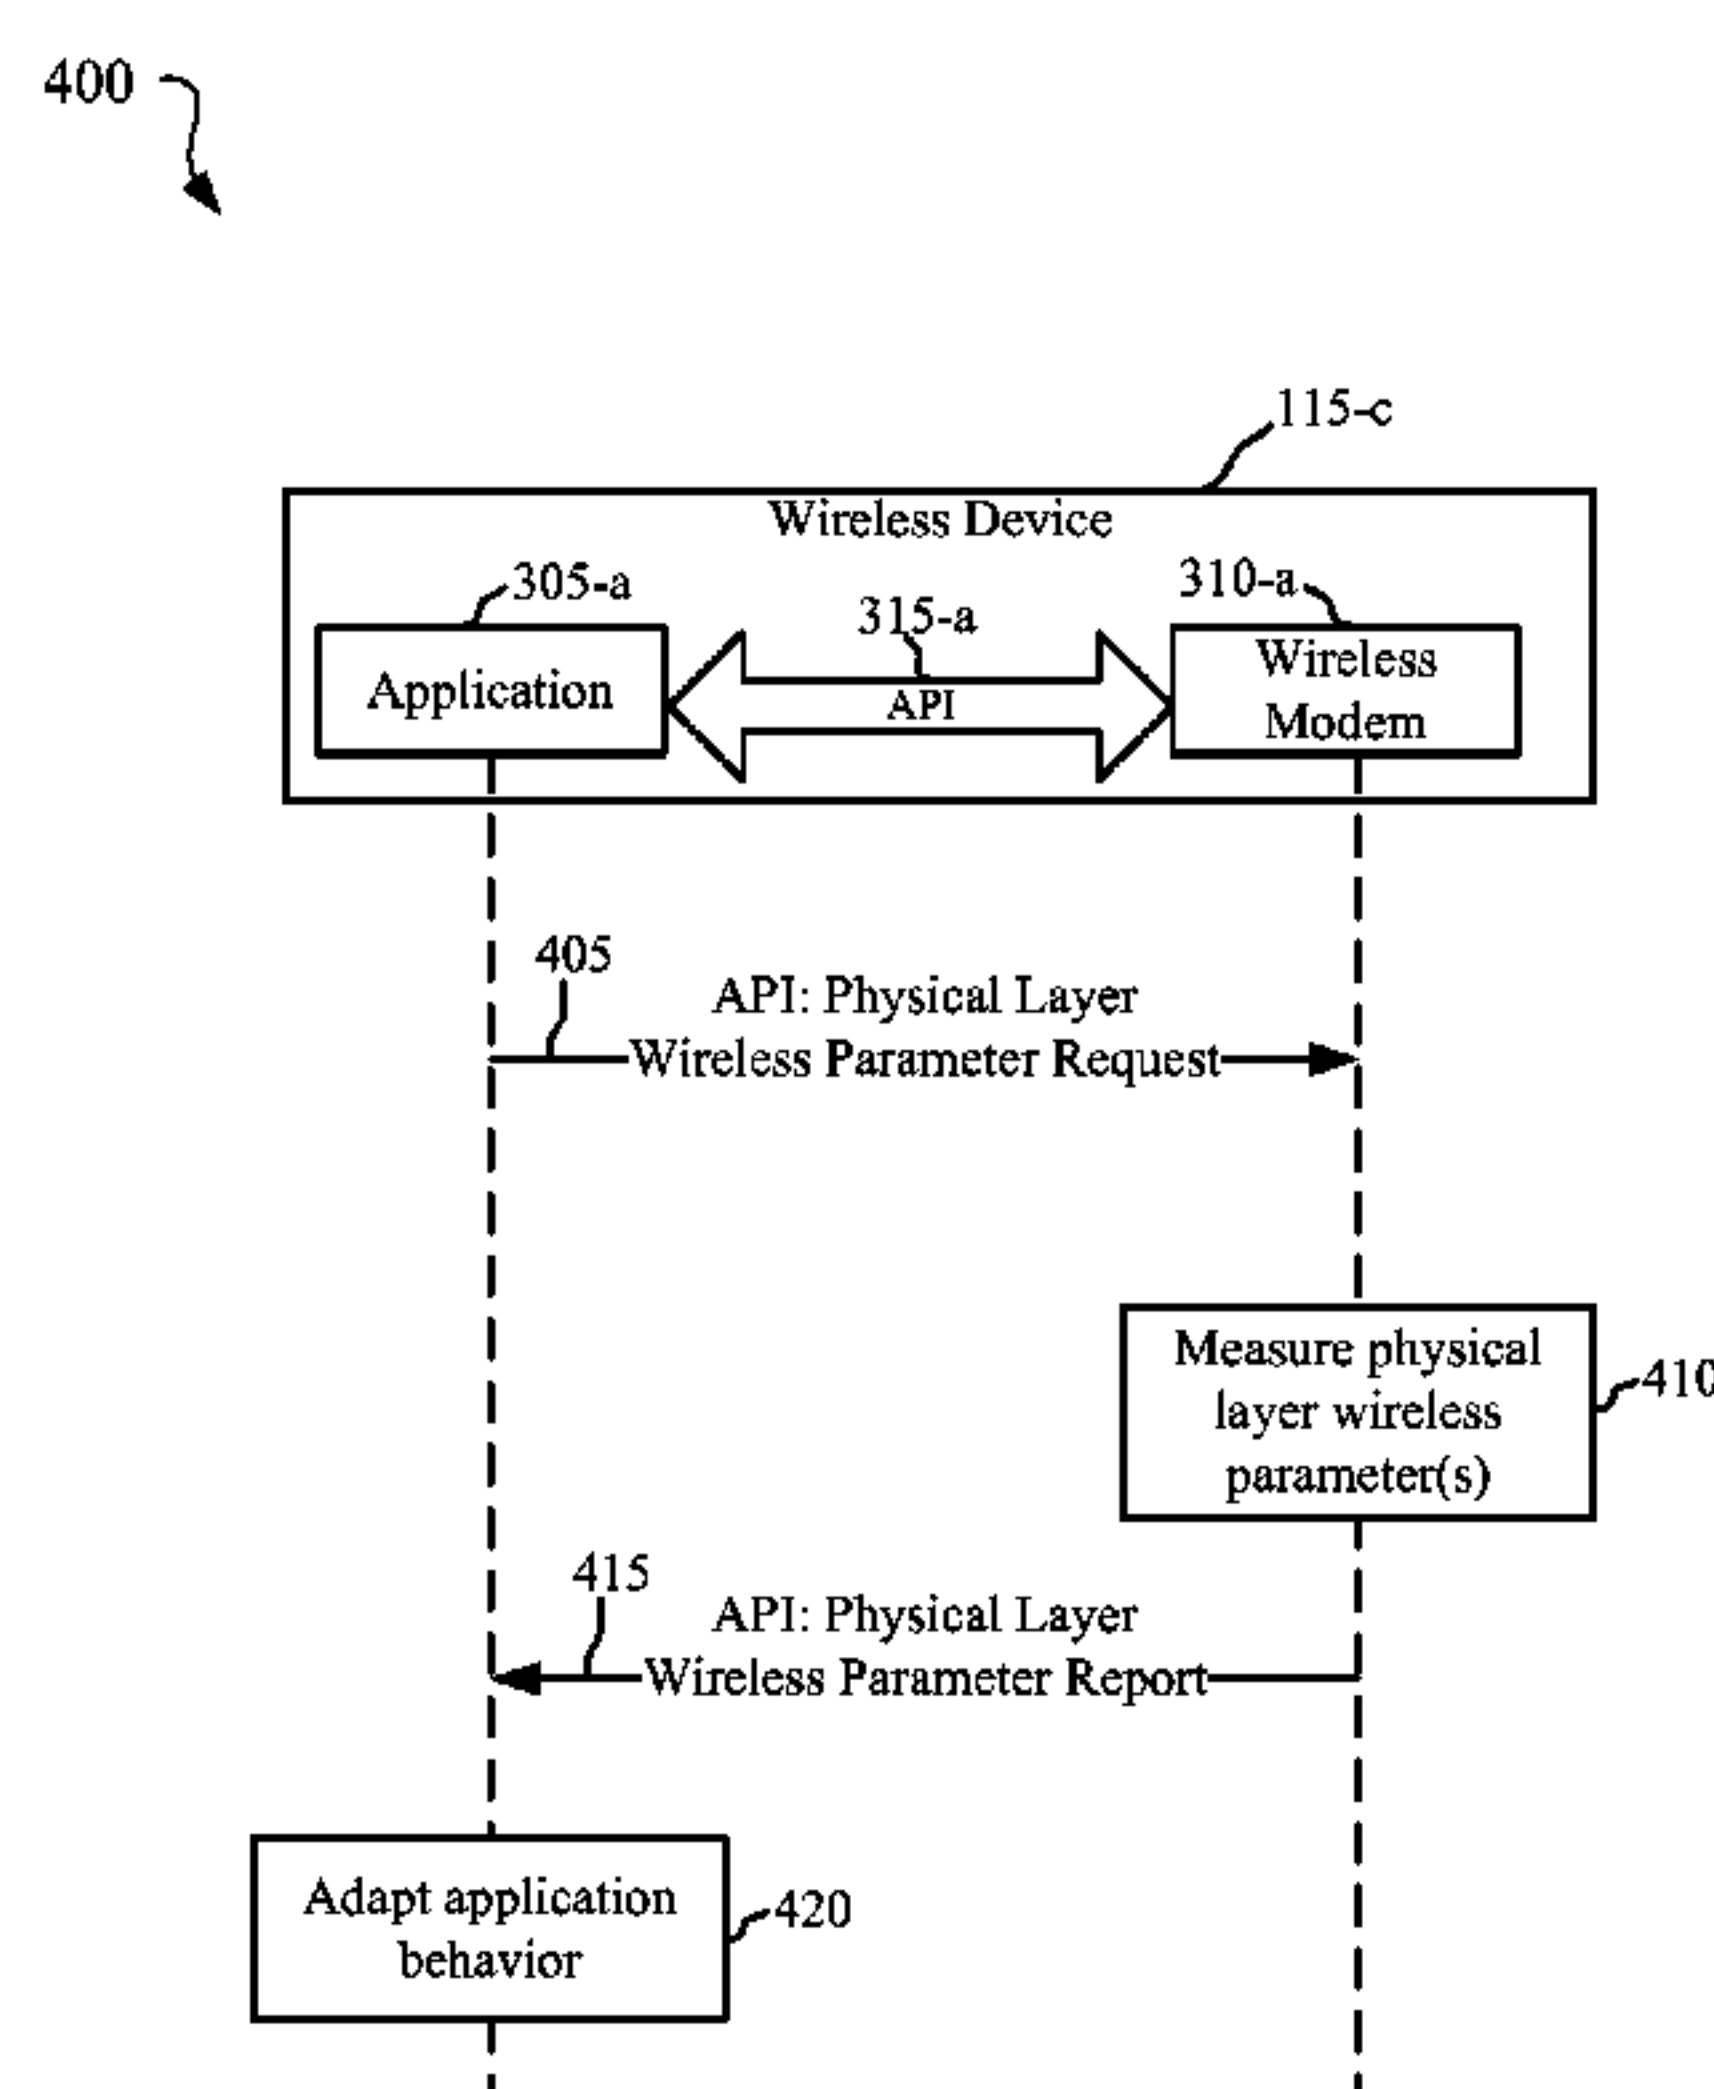 400
115-c
Wireless Device
305-a
315-a
310-a
Application
API
Wireless
Modem
405
API: Physical Layer
Wireless Parameter Request
Measure physical
layer wireless
parameter(s)
410
415
API: Physical Layer
Wireless Parameter Report
Adapt application
behavior
420